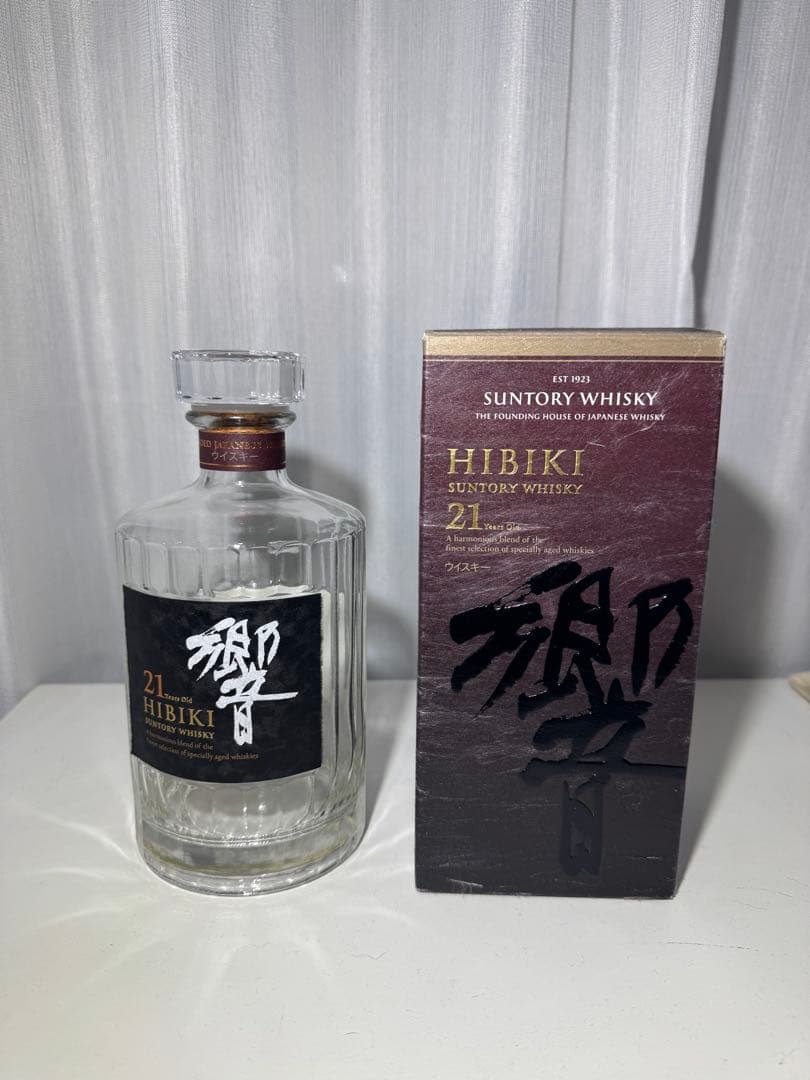 JAPANESE
ウイスキー
響
21 Years Old
HIBIKI
SUNTORY WHISKY
A harmonious blend of the
finest selection of specially aged whiskies
EST 1923
SUNTORY WHISKY
THE FOUNDING HOUSE OF JAPANESE WHISKY
HIBIKI
SUNTORY WHISKY
21 Years Old
A harmonious blend of the
finest selection of specially aged whiskies
ウイスキー
響